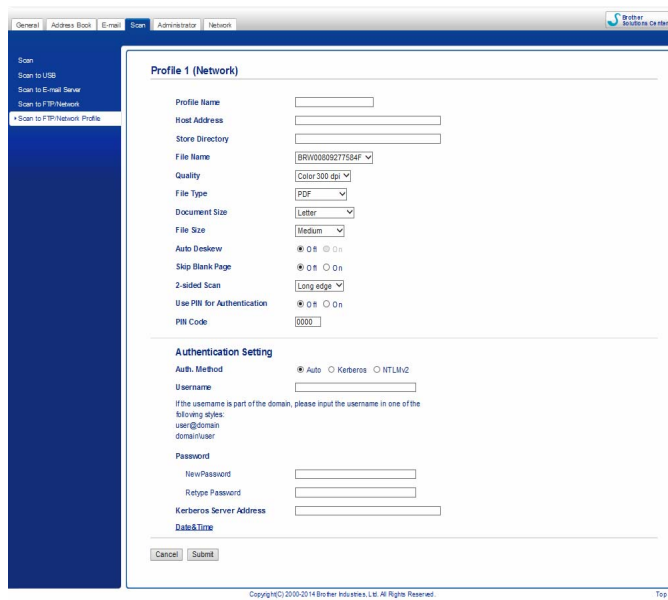 General Address Book E-mail Scan Administrator Network
Brother
Solutions Center
Scan
Scan to USB
Scan to E-mail Server
Scan to FTP/Network
Scan to FTP/Network Profile
Profile 1 (Network)
Profile Name
Host Address
Store Directory
File Name BRW00809277584F
Quality Color 300 dpi
File Type PDF
Document Size Letter
File Size Medium
Auto Deskew Off On
Skip Blank Page Off On
2-sided Scan Long edge
Use PIN for Authentication Off On
PIN Code 0000
Authentication Setting
Auth. Method Auto Kerberos NTLMv2
Username
If the username is part of the domain, please input the username in one of the
following styles:
user@domain
domain\user
Password
New Password
Retype Password
Kerberos Server Address
Date&Time
Cancel Submit
Copyright(C) 2000-2014 Brother Industries, Ltd. All Rights Reserved. Top